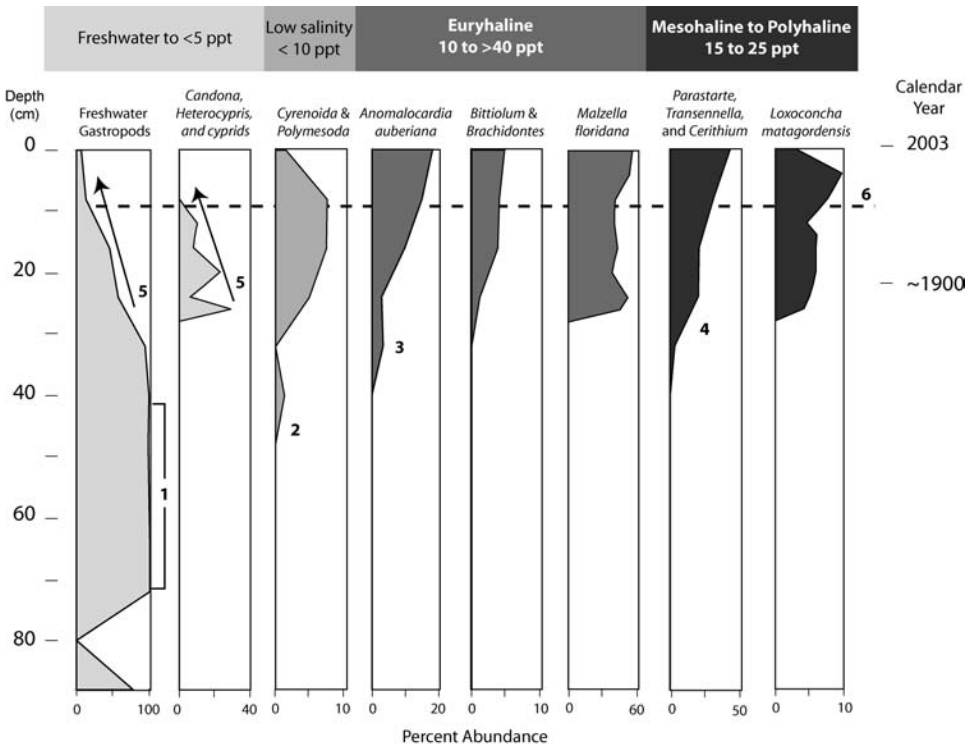 Freshwater to <5 ppt
Low salinity
< 10 ppt
Euryhaline
10 to >40 ppt
Mesohaline to Polyhaline
15 to 25 ppt
Depth
(cm)
Freshwater
Gastropods
Candona,
Heterocypris,
and cyprids
Cyrenoida &
Polymesoda
Anomalocardia
auberiana
Bittiolum &
Brachidontes
Malzella
floridana
Parastarte,
Transennella,
and Cerithium
Loxoconcha
matagordensis
Calendar
Year
0
20
40
60
80
2003
~1900
5
5
1
2
3
4
6
0 100
0 40
0 10
0 20
0 10
0 60
0 50
0 10
Percent Abundance